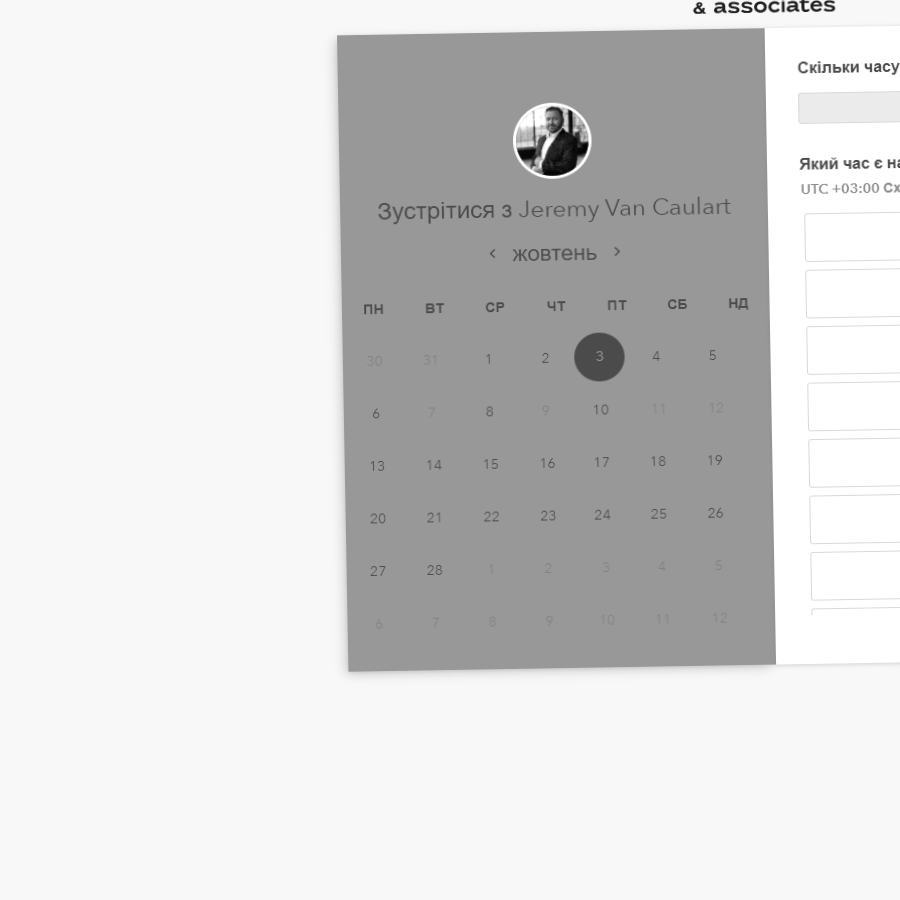 & associates
Зустрітися з Jeremy Van Caulart
‹ жовтень ›
ПН ВТ СР ЧТ ПТ СБ НД
30 31 1 2 3 4 5
6 7 8 9 10 11 12
13 14 15 16 17 18 19
20 21 22 23 24 25 26
27 28 1 2 3 4 5
6 7 8 9 10 11 12
Скільки часу
Який час є
UTC +03:00